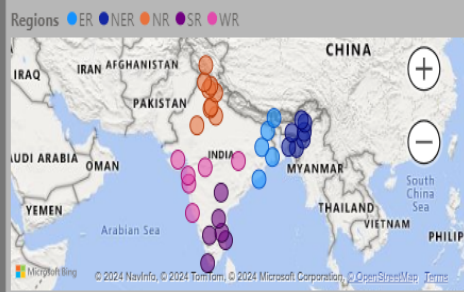 Regions ER NER NR SR WR
CHINA
IRAQ
IRAN AFGHANISTAN
PAKISTAN
UDI ARABIA
OMAN
INDIA
MYANMAR
YEMEN
THAILAND
South
China
Sea
VIETNAM
Arabian Sea
PHILIP
Microsoft Bing
© 2024 NavInfo, © 2024 TomTom, © 2024 Microsoft Corporation, © OpenStreetMap Terms